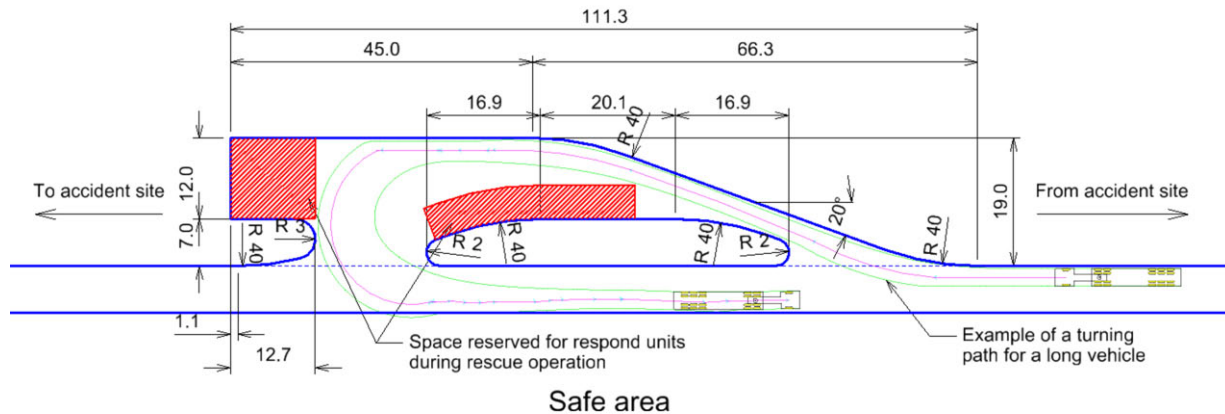 111.3
45.0
66.3
16.9
20.1
16.9
R 40
To accident site
12.0
19.0
From accident site
20°
7.0
R 3
R 40
R 2
R 40
R 40
R 2
R 40
1.1
12.7
Space reserved for respond units
during rescue operation
Example of a turning
path for a long vehicle
Safe area